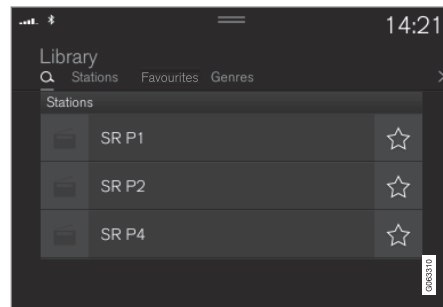 14:21
Library
Stations Favourites Genres
Stations
SR P1
SR P2
SR P4
G063310